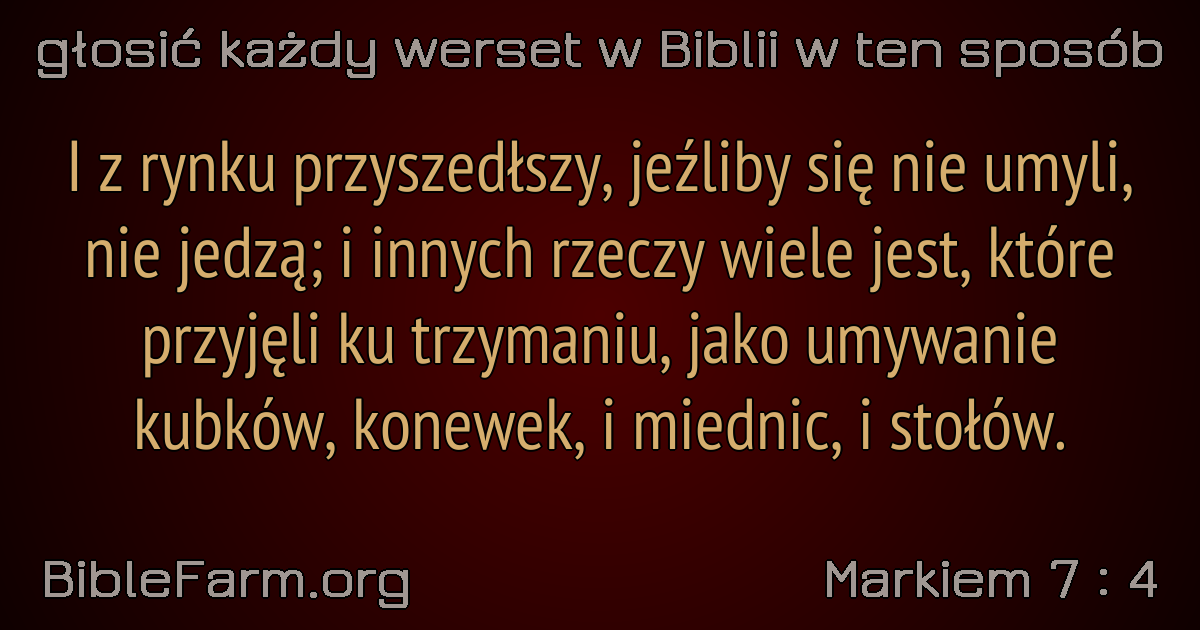 głosić każdy werset w Biblii w ten sposób
I z rynku przyszedłszy, jeźliby się nie umyli,
nie jedzą; i innych rzeczy wiele jest, które
przyjęli ku trzymaniu, jako umywanie
kubków, konewek, i miednic, i stołów.
BibleFarm.org
Markiem 7 : 4